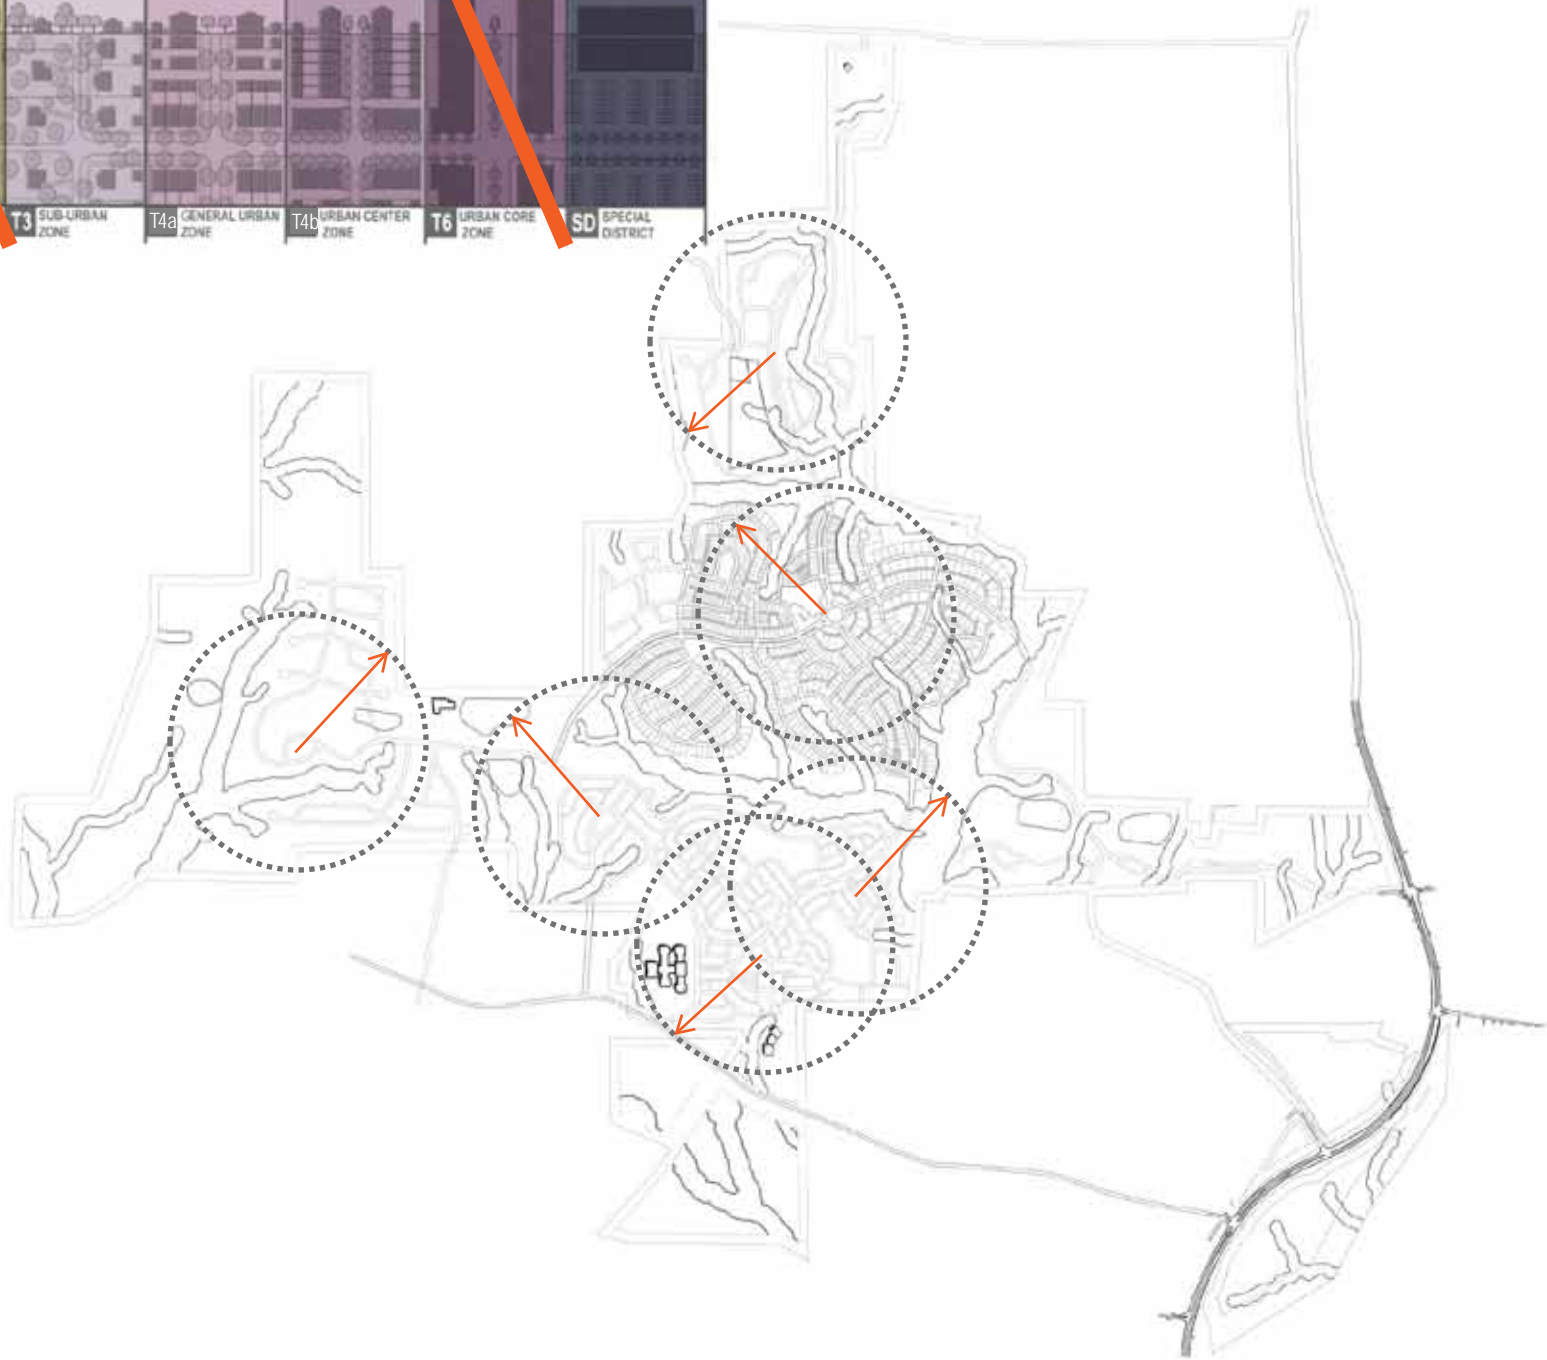 T3 SUB-URBAN
ZONE
T4a GENERAL URBAN
ZONE
T4b URBAN CENTER
ZONE
T6 URBAN CORE
ZONE
SD SPECIAL
DISTRICT